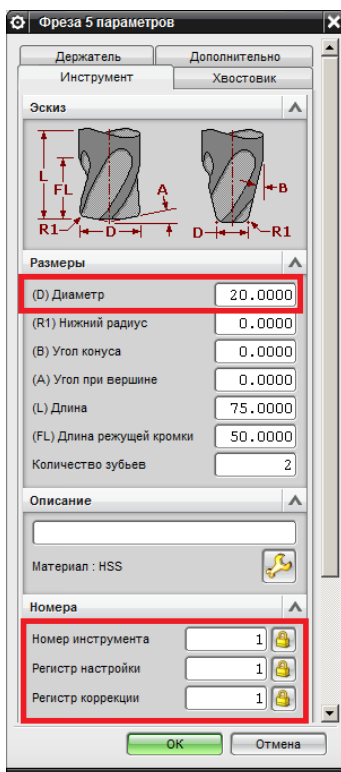 Фреза 5 параметров
Держатель
Дополнительно
Инструмент
Хвостовик
Эскиз
L
FL
A
B
R1
D
D
R1
Размеры
(D) Диаметр 20.0000
(R1) Нижний радиус 0.0000
(B) Угол конуса 0.0000
(A) Угол при вершине 0.0000
(L) Длина 75.0000
(FL) Длина режущей кромки 50.0000
Количество зубьев 2
Описание
Материал : HSS
Номера
Номер инструмента 1
Регистр настройки 1
Регистр коррекции 1
OK
Отмена